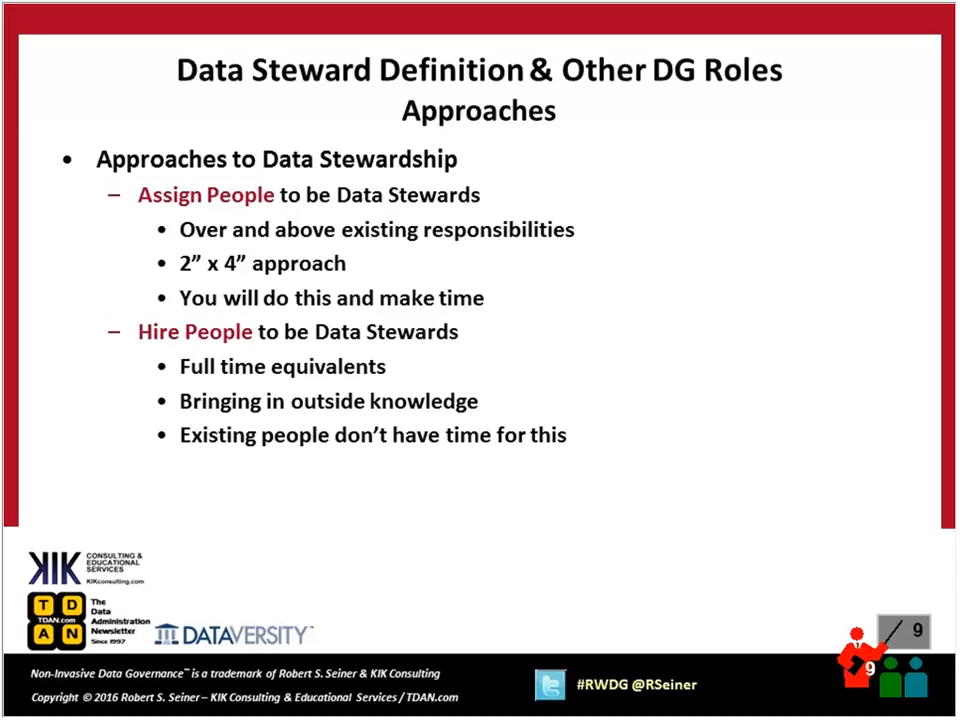 Data Steward Definition & Other DG Roles
Approaches
• Approaches to Data Stewardship
– Assign People to be Data Stewards
• Over and above existing responsibilities
• 2” x 4” approach
• You will do this and make time
– Hire People to be Data Stewards
• Full time equivalents
• Bringing in outside knowledge
• Existing people don’t have time for this
KIK CONSULTING &
EDUCATIONAL
SERVICES
KIKconsulting.com
T D
TDAN.com
A N
The
Data
Administration
Newsletter
Since 1997
DATAVERSITY™
9
9
Non-Invasive Data Governance™ is a trademark of Robert S. Seiner & KIK Consulting
Copyright © 2016 Robert S. Seiner – KIK Consulting & Educational Services / TDAN.com
#RWDG @RSeiner